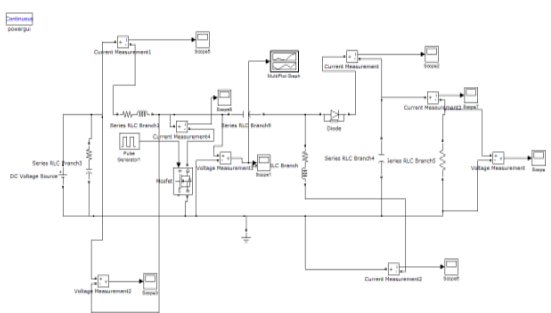 Continuous
powergui
Current Measurement1
Scope5
Current Measurement
Scope2
MultiPlot Graph
Scope8
Current Measurement3
Scope7
Series RLC Branch1
Series RLC Branch6
Diode
Current Measurement4
Pulse
Generator1
Series RLC Branch3
Mosfet
Voltage Measurement1
Scope1
RLC Branch
Series RLC Branch4
Series RLC Branch5
Voltage Measurement
Scope
DC Voltage Source
Current Measurement2
Scope6
Voltage Measurement2
Scope3